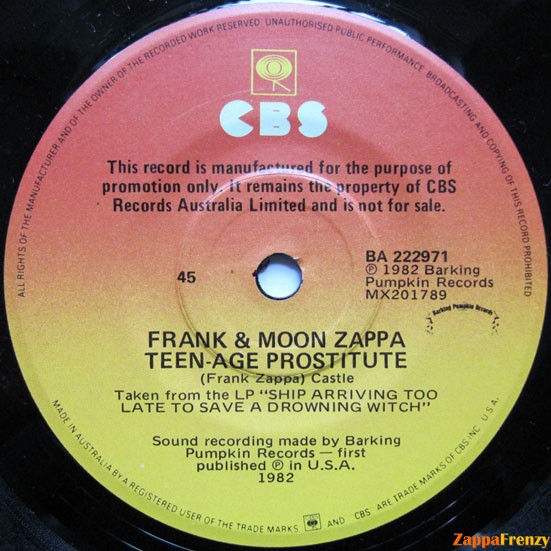 ALL RIGHTS OF THE MANUFACTURER AND OF THE OWNER OF THE RECORDED WORK RESERVED. UNAUTHORISED PUBLIC PERFORMANCE, BROADCASTING AND COPYING OF THIS RECORD PROHIBITED
CBS
This record is manufactured for the purpose of
promotion only. It remains the property of CBS
Records Australia Limited and is not for sale.
45
BA 222971
℗ 1982 Barking
Pumpkin Records
MX201789
Barking Pumpkin Records
FRANK & MOON ZAPPA
TEEN-AGE PROSTITUTE
(Frank Zappa) Castle
Taken from the LP "SHIP ARRIVING TOO
LATE TO SAVE A DROWNING WITCH"
Sound recording made by Barking
Pumpkin Records — first
published ℗ in U.S.A.
1982
MADE IN AUSTRALIA BY A REGISTERED USER OF THE TRADE MARKS AND CBS ARE TRADE MARKS OF CBS INC U.S.A.
ZappaFrenzy